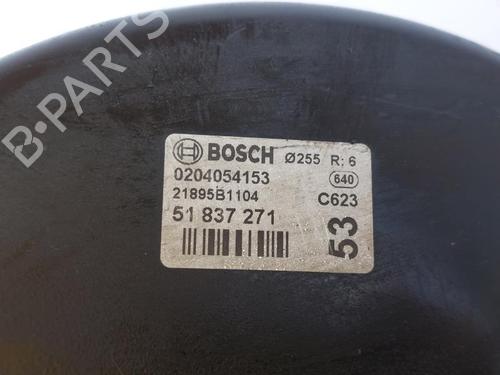 B-PARTS
BOSCH Ø255 R: 6
0204054153 640
21895B1104 C623
51 837 271
53